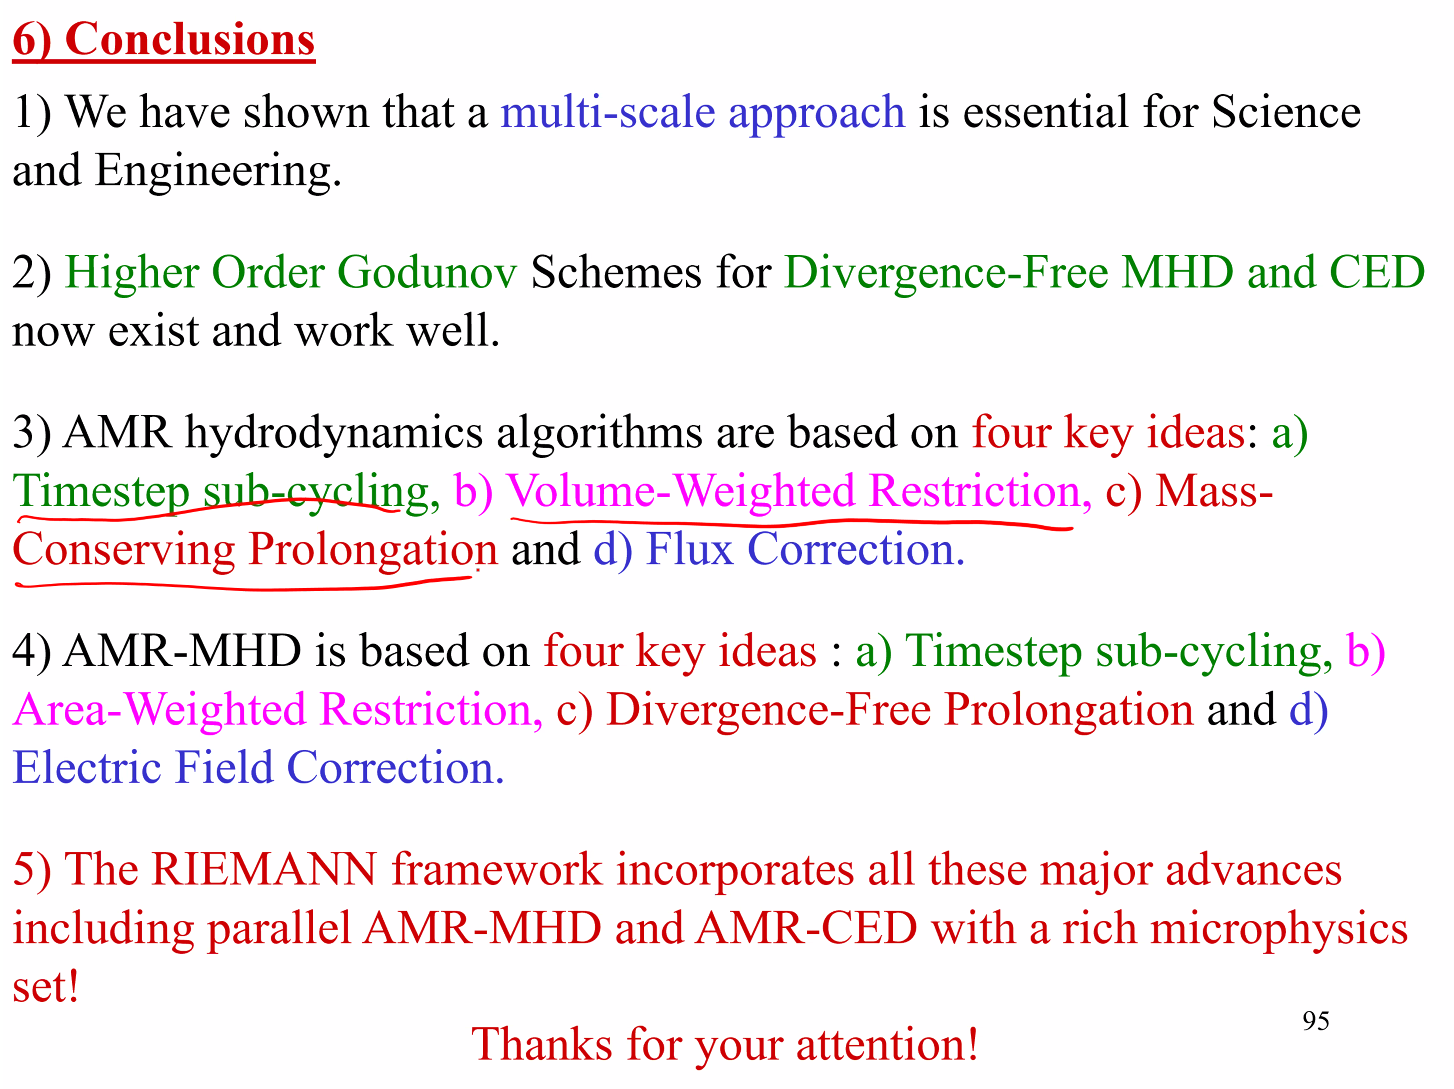 6) Conclusions
1) We have shown that a multi-scale approach is essential for Science
and Engineering.
2) Higher Order Godunov Schemes for Divergence-Free MHD and CED
now exist and work well.
3) AMR hydrodynamics algorithms are based on four key ideas: a)
Timestep sub-cycling, b) Volume-Weighted Restriction, c) Mass-
Conserving Prolongation and d) Flux Correction.
4) AMR-MHD is based on four key ideas : a) Timestep sub-cycling, b)
Area-Weighted Restriction, c) Divergence-Free Prolongation and d)
Electric Field Correction.
5) The RIEMANN framework incorporates all these major advances
including parallel AMR-MHD and AMR-CED with a rich microphysics
set!
95
Thanks for your attention!